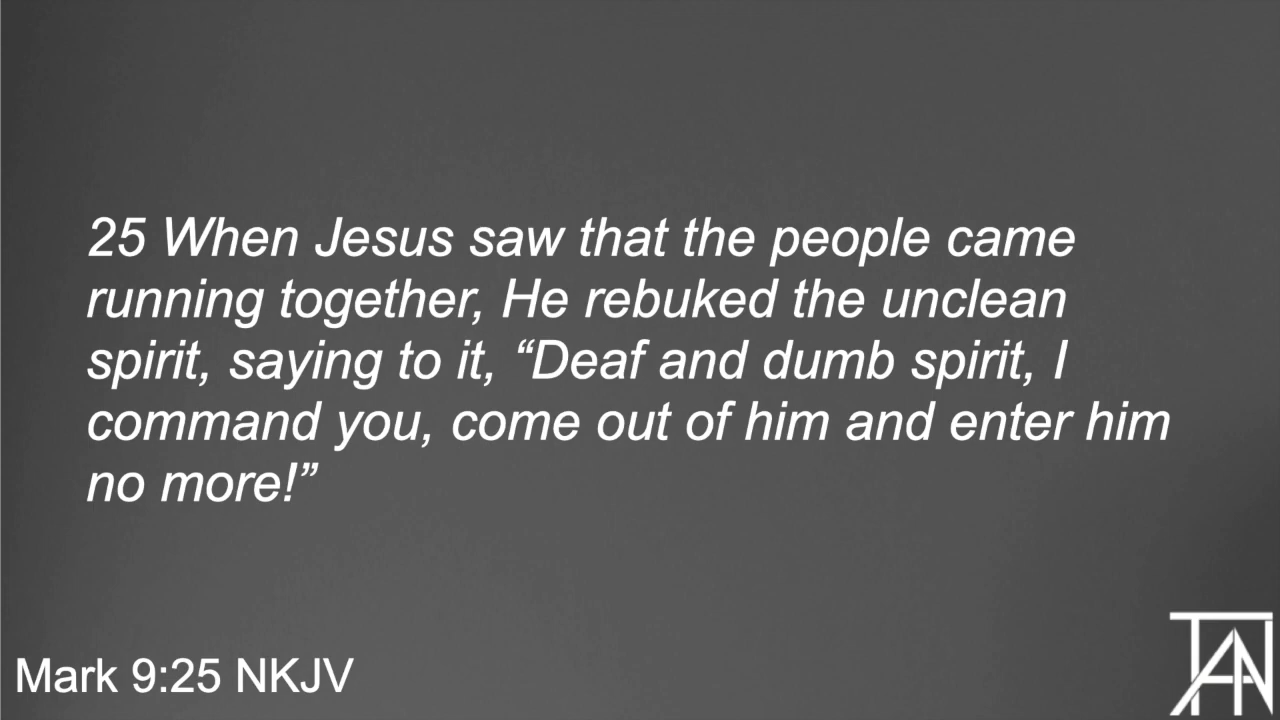 25 When Jesus saw that the people came
running together, He rebuked the unclean
spirit, saying to it, “Deaf and dumb spirit, I
command you, come out of him and enter him
no more!”
Mark 9:25 NKJV